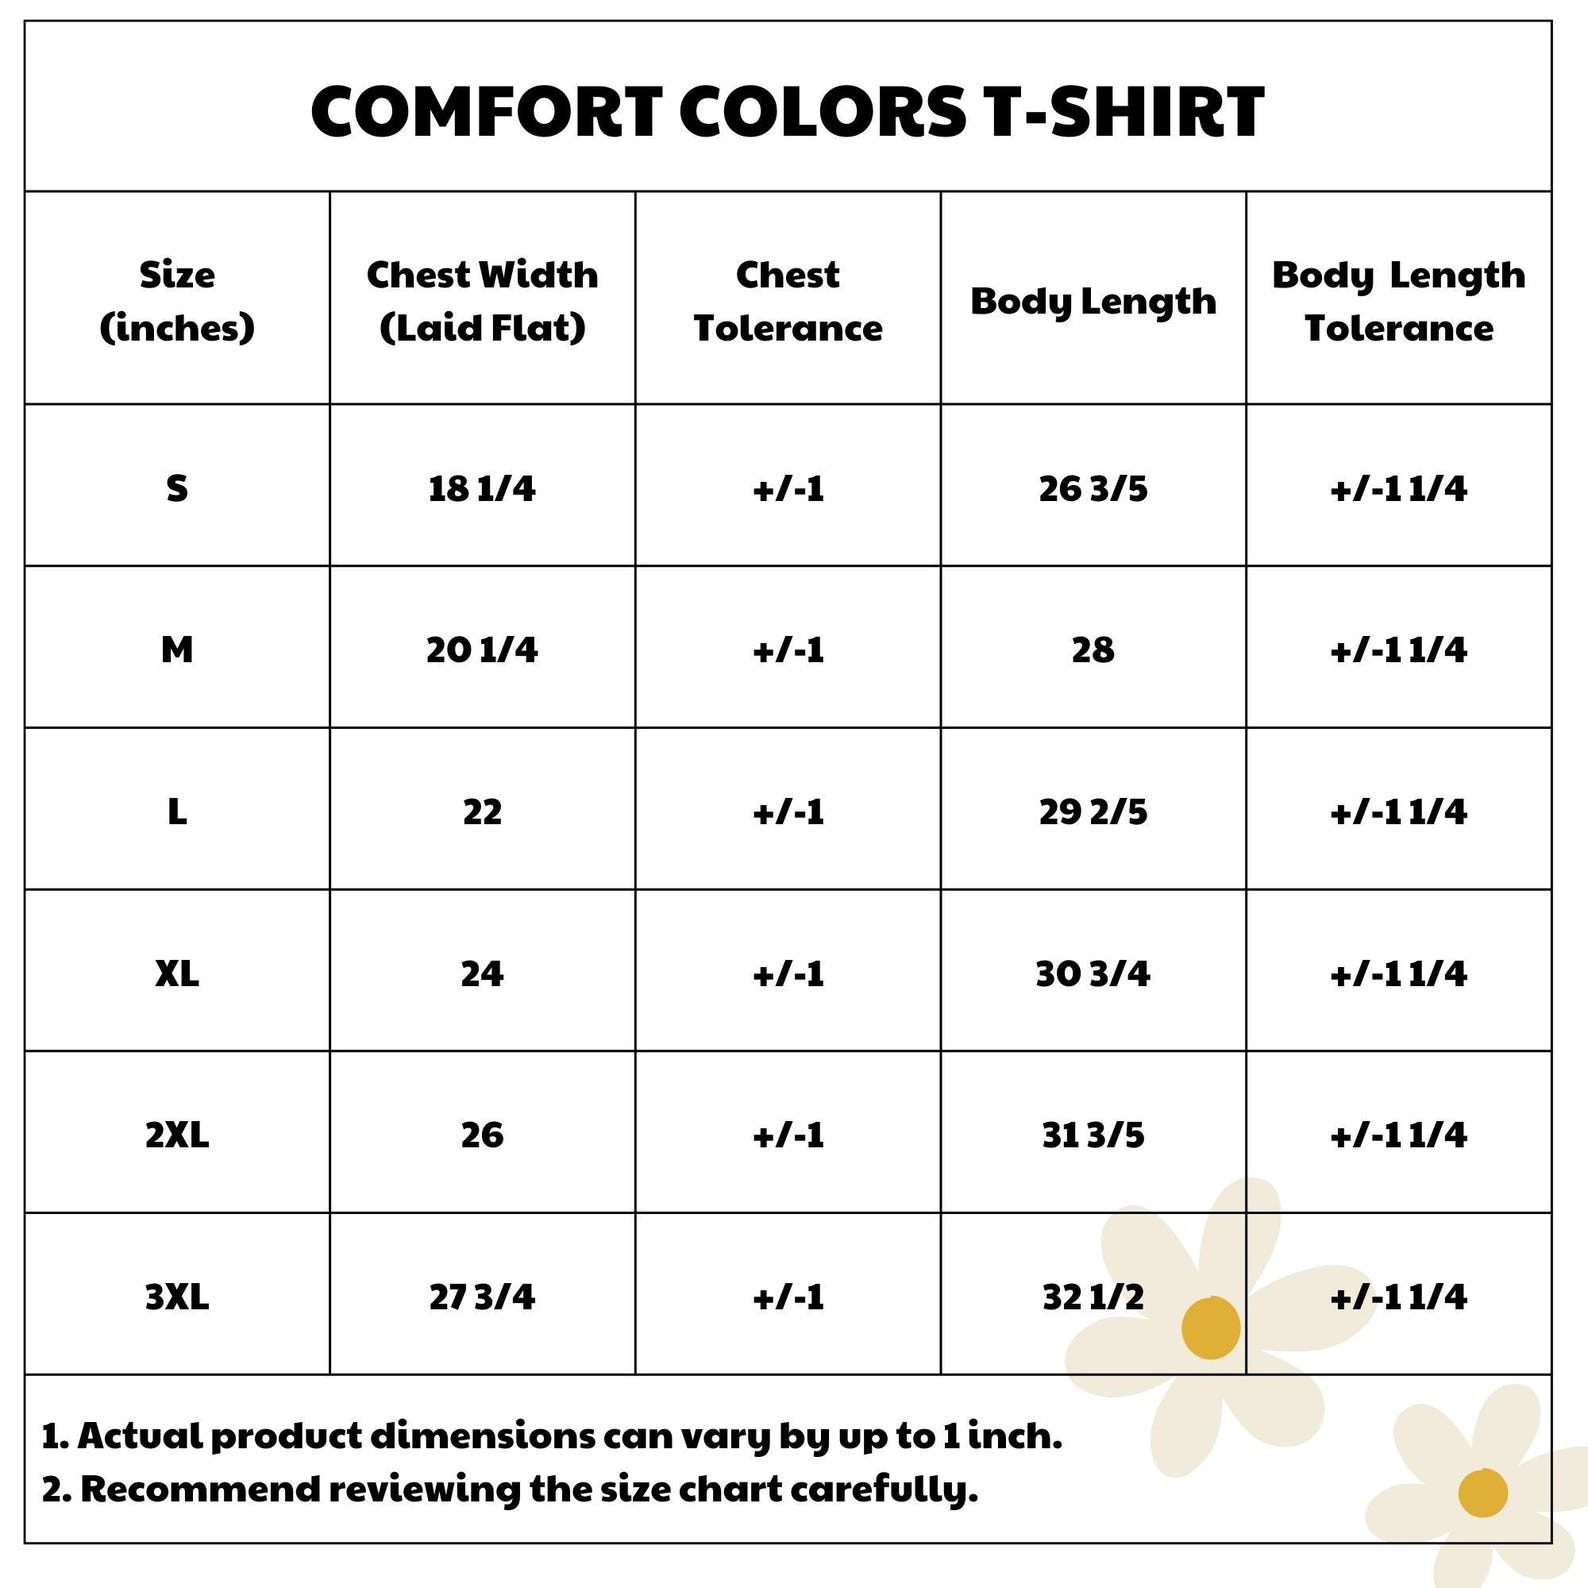 COMFORT COLORS T-SHIRT
Size
(inches)
Chest Width
(Laid Flat)
Chest
Tolerance
Body Length
Body Length
Tolerance
S
18 1/4
+/-1
26 3/5
+/-1 1/4
M
20 1/4
+/-1
28
+/-1 1/4
L
22
+/-1
29 2/5
+/-1 1/4
XL
24
+/-1
30 3/4
+/-1 1/4
2XL
26
+/-1
31 3/5
+/-1 1/4
3XL
27 3/4
+/-1
32 1/2
+/-1 1/4
1. Actual product dimensions can vary by up to 1 inch.
2. Recommend reviewing the size chart carefully.